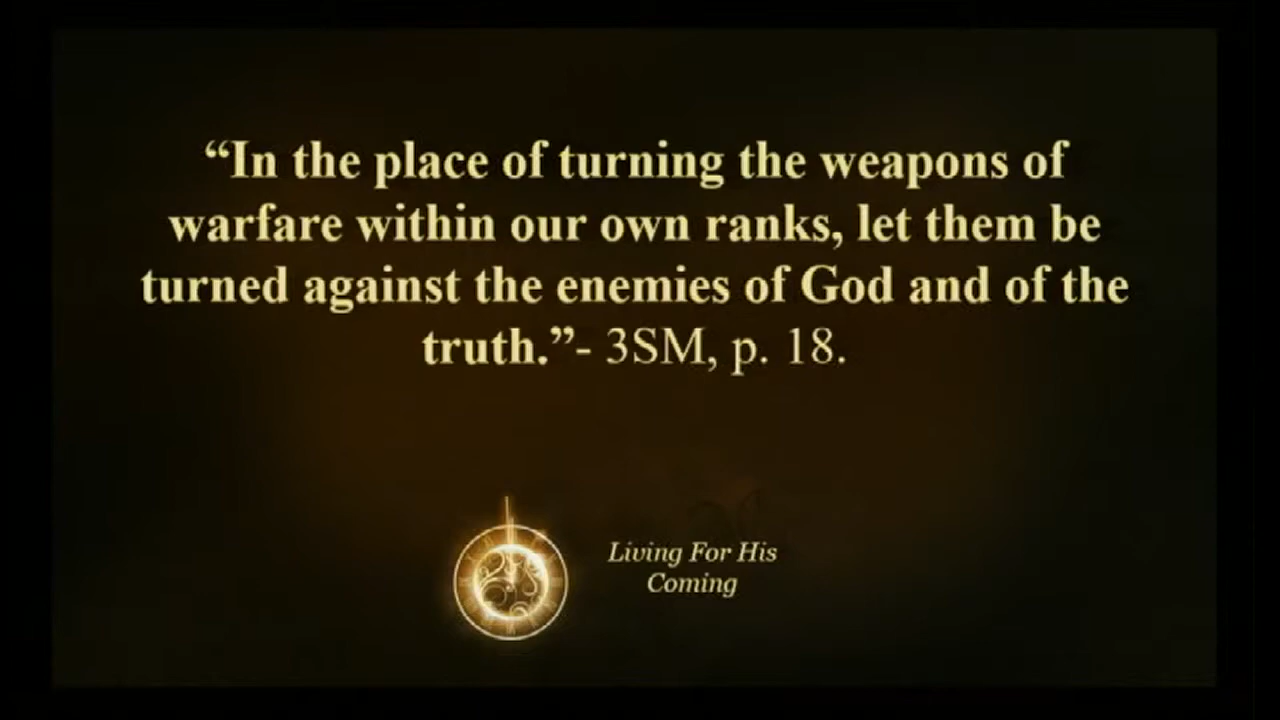 “In the place of turning the weapons of
warfare within our own ranks, let them be
turned against the enemies of God and of the
truth.”- 3SM, p. 18.
Living For His
Coming